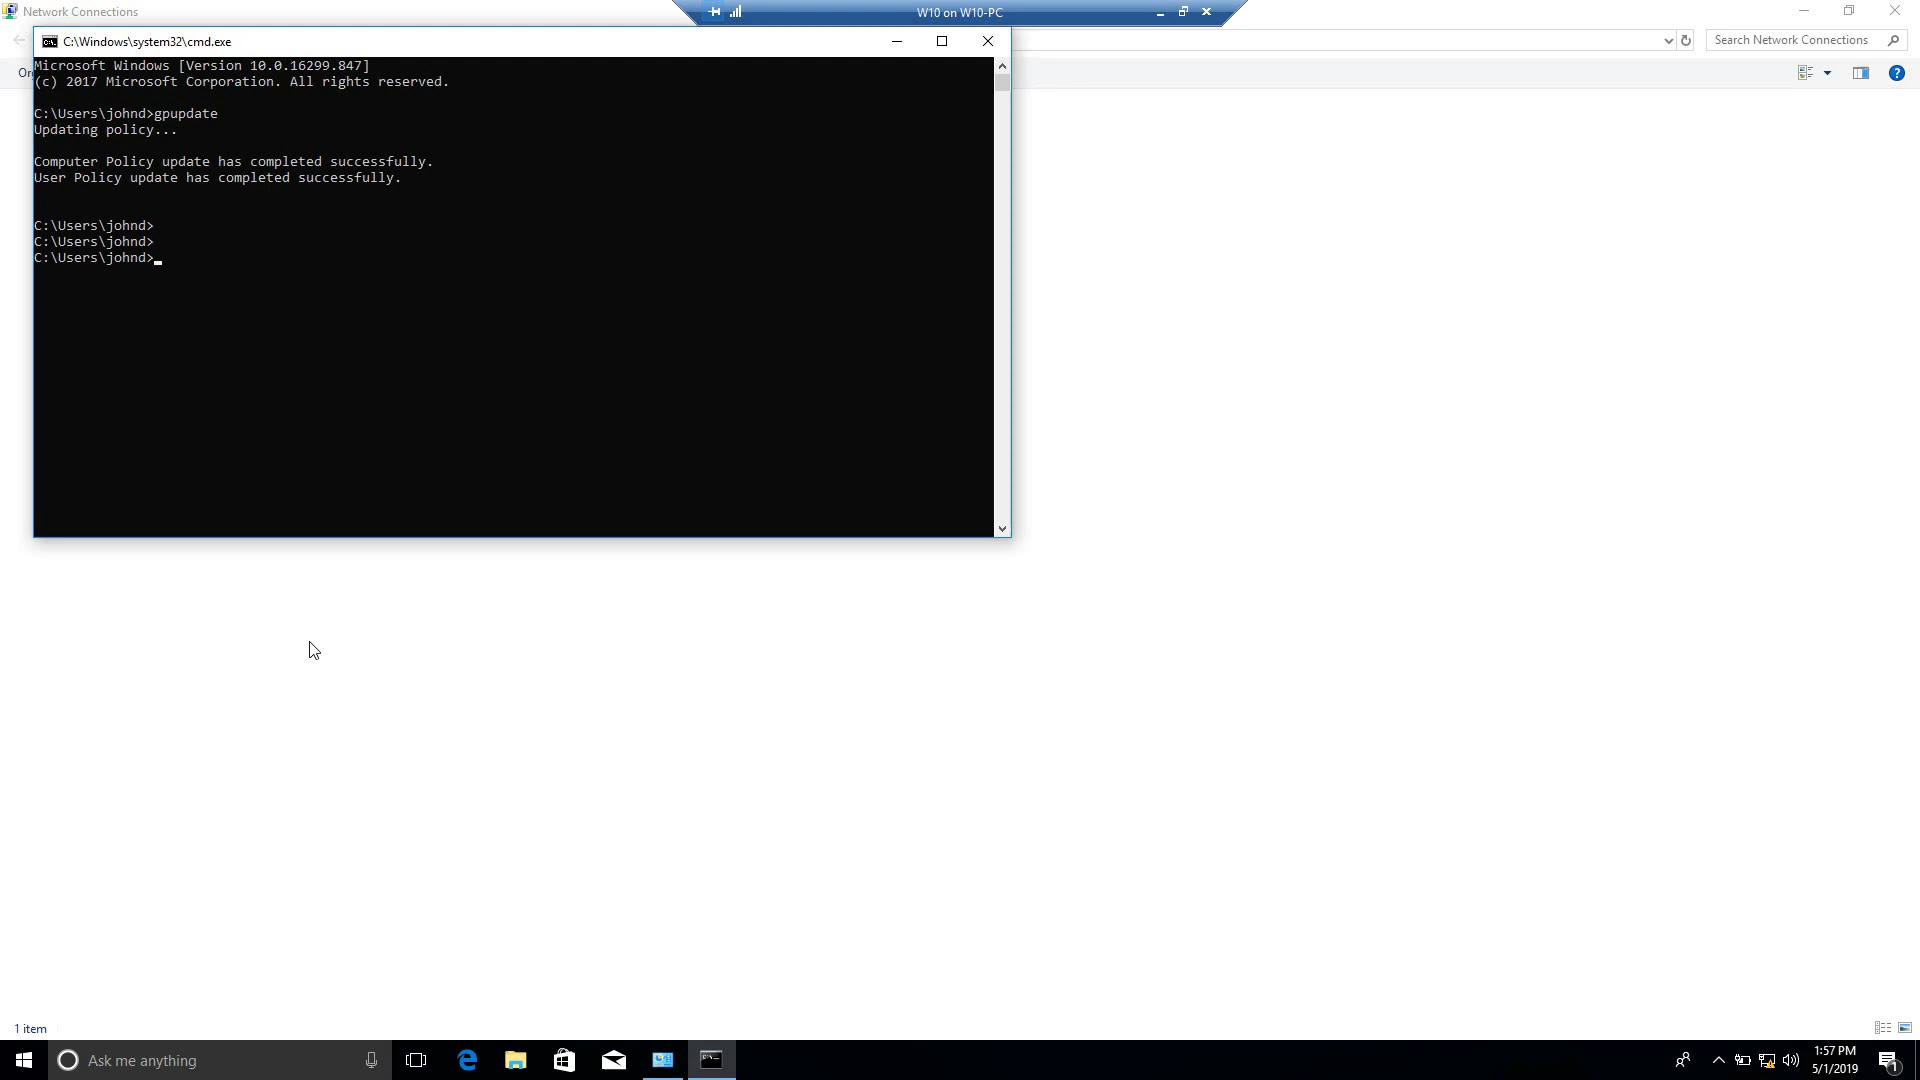 Network Connections
W10 on W10-PC
C:\Windows\system32\cmd.exe
Search Network Connections
Microsoft Windows [Version 10.0.16299.847]
(c) 2017 Microsoft Corporation. All rights reserved.
C:\Users\johnd>gpupdate
Updating policy...
Computer Policy update has completed successfully.
User Policy update has completed successfully.
C:\Users\johnd>
C:\Users\johnd>
C:\Users\johnd>
1 item
Ask me anything
1:57 PM
5/1/2019
1